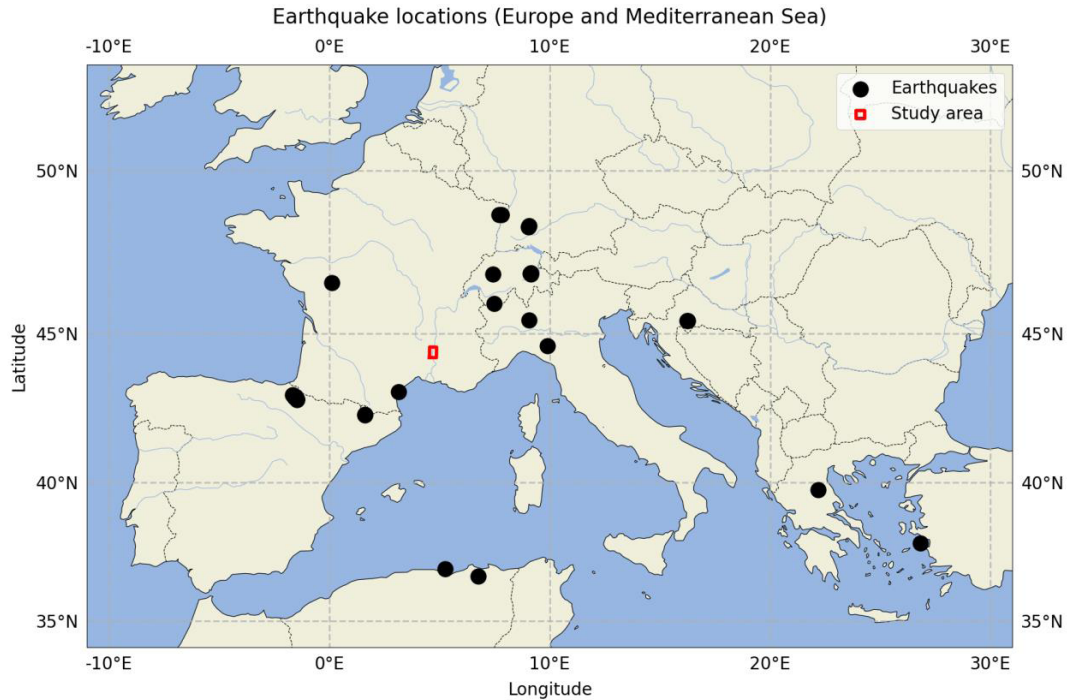 Earthquake locations (Europe and Mediterranean Sea)
-10°E 0°E 10°E 20°E 30°E
Earthquakes
Study area
50°N 50°N
45°N 45°N
40°N 40°N
35°N 35°N
Latitude
-10°E 0°E 10°E 20°E 30°E
Longitude